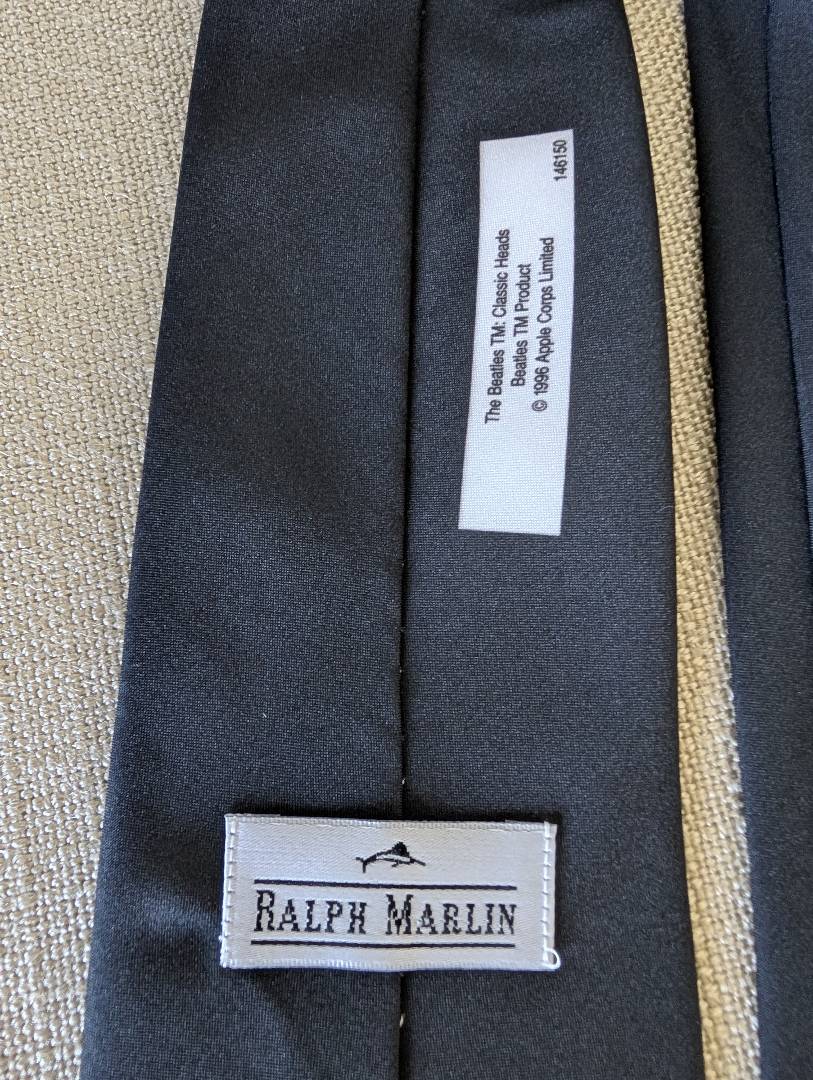 The Beatles TM: Classic Heads
Beatles TM Product
© 1996 Apple Corps Limited
146150
RALPH MARLIN